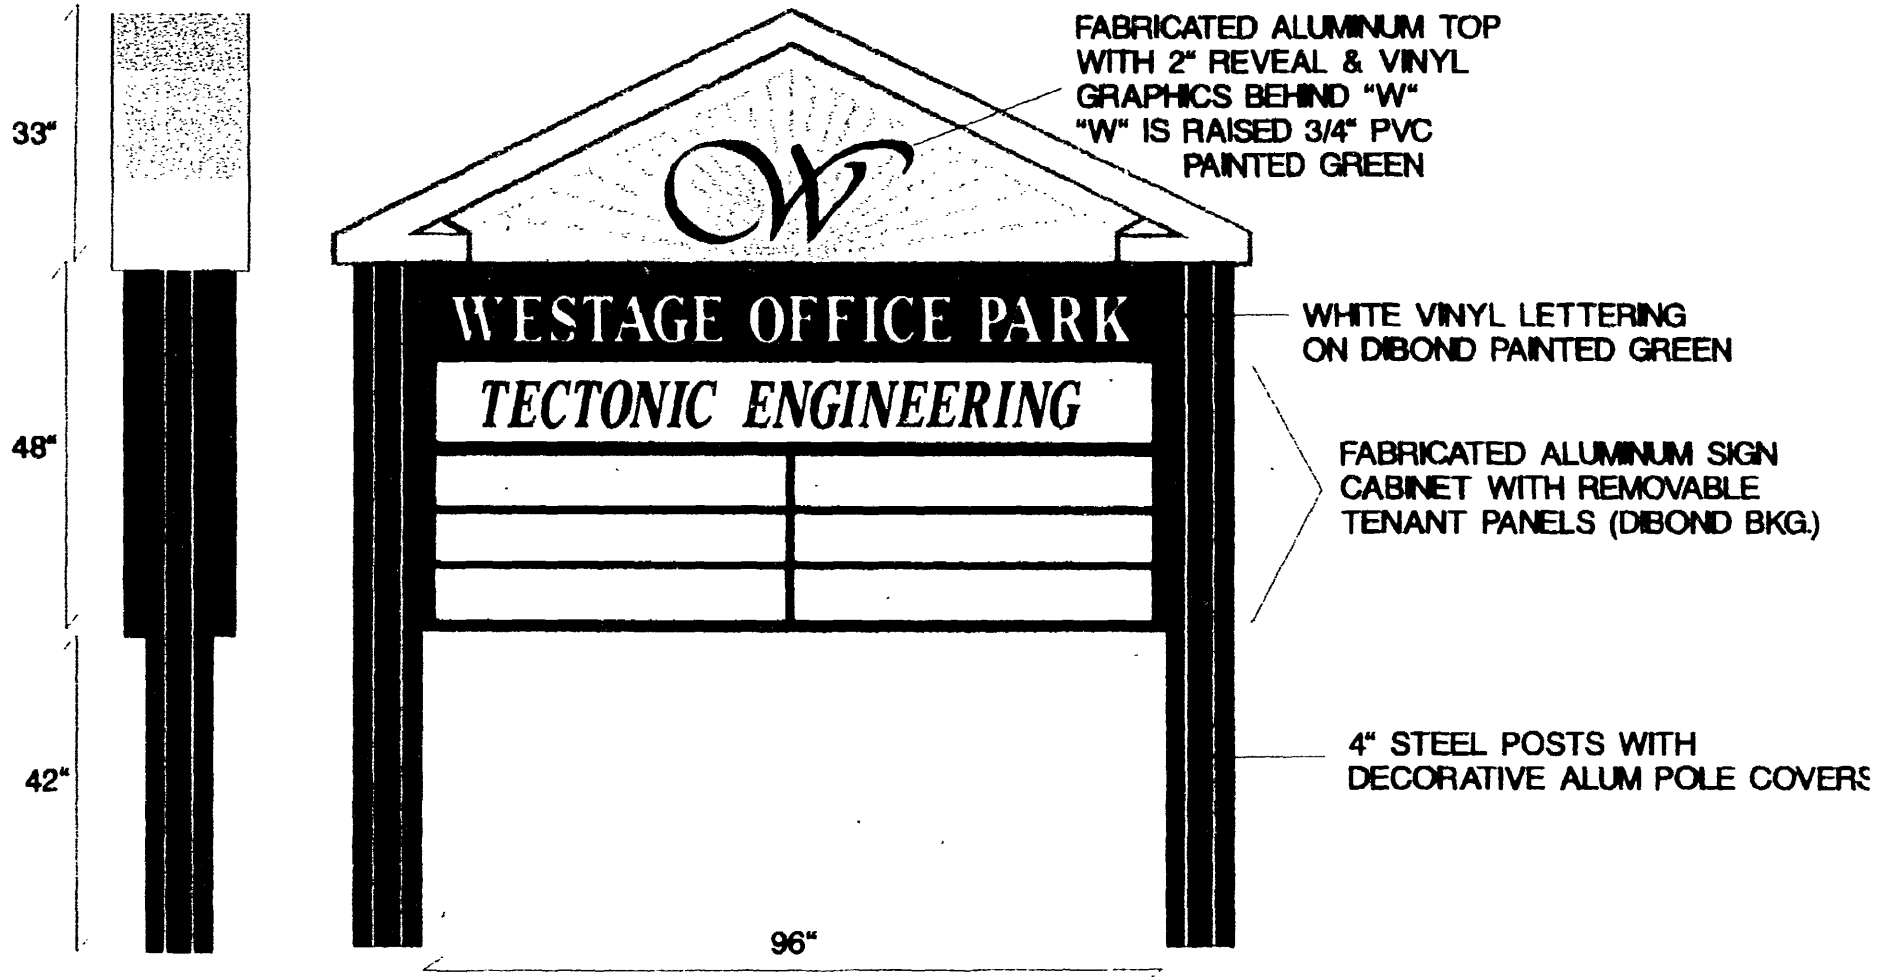 FABRICATED ALUMINUM TOP
WITH 2" REVEAL & VINYL
GRAPHICS BEHIND "W"
"W" IS RAISED 3/4" PVC
PAINTED GREEN
33"
W
WESTAGE OFFICE PARK
WHITE VINYL LETTERING
ON DIBOND PAINTED GREEN
TECTONIC ENGINEERING
48"
FABRICATED ALUMINUM SIGN
CABINET WITH REMOVABLE
TENANT PANELS (DIBOND BKG.)
4" STEEL POSTS WITH
DECORATIVE ALUM POLE COVERS
42"
96"